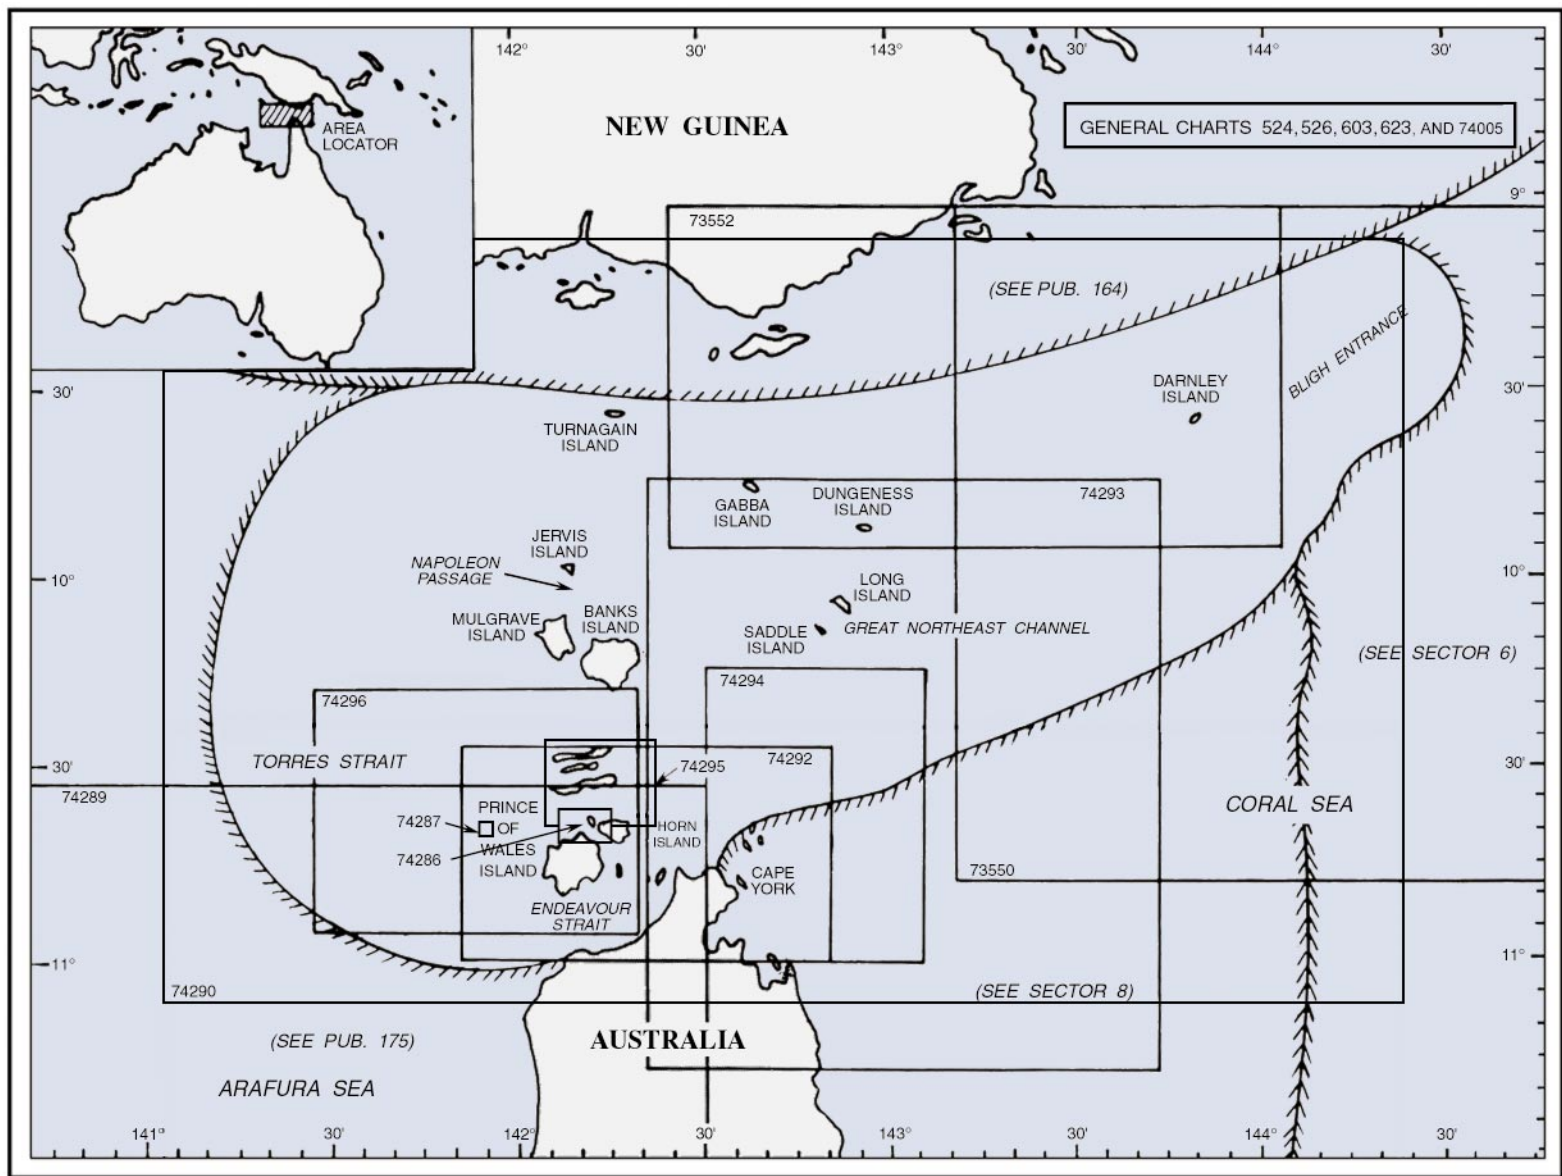 142°
30'
143°
30'
144°
30'
AREA
LOCATOR
NEW GUINEA
GENERAL CHARTS 524, 526, 603, 623, AND 74005
9°
73552
(SEE PUB. 164)
BLIGH ENTRANCE
30'
30'
DARNLEY
ISLAND
TURNAGAIN
ISLAND
74293
GABBA
ISLAND
DUNGENESS
ISLAND
JERVIS
ISLAND
NAPOLEON
PASSAGE
10°
10°
LONG
ISLAND
MULGRAVE
ISLAND
BANKS
ISLAND
SADDLE
ISLAND
GREAT NORTHEAST CHANNEL
(SEE SECTOR 6)
74294
74296
TORRES STRAIT
74292
74295
30'
30'
74289
CORAL SEA
PRINCE
OF
WALES
ISLAND
74287
74286
HORN
ISLAND
CAPE
YORK
73550
ENDEAVOUR
STRAIT
11°
11°
74290
(SEE SECTOR 8)
(SEE PUB. 175)
AUSTRALIA
ARAFURA SEA
141°
30'
142°
30'
143°
30'
144°
30'